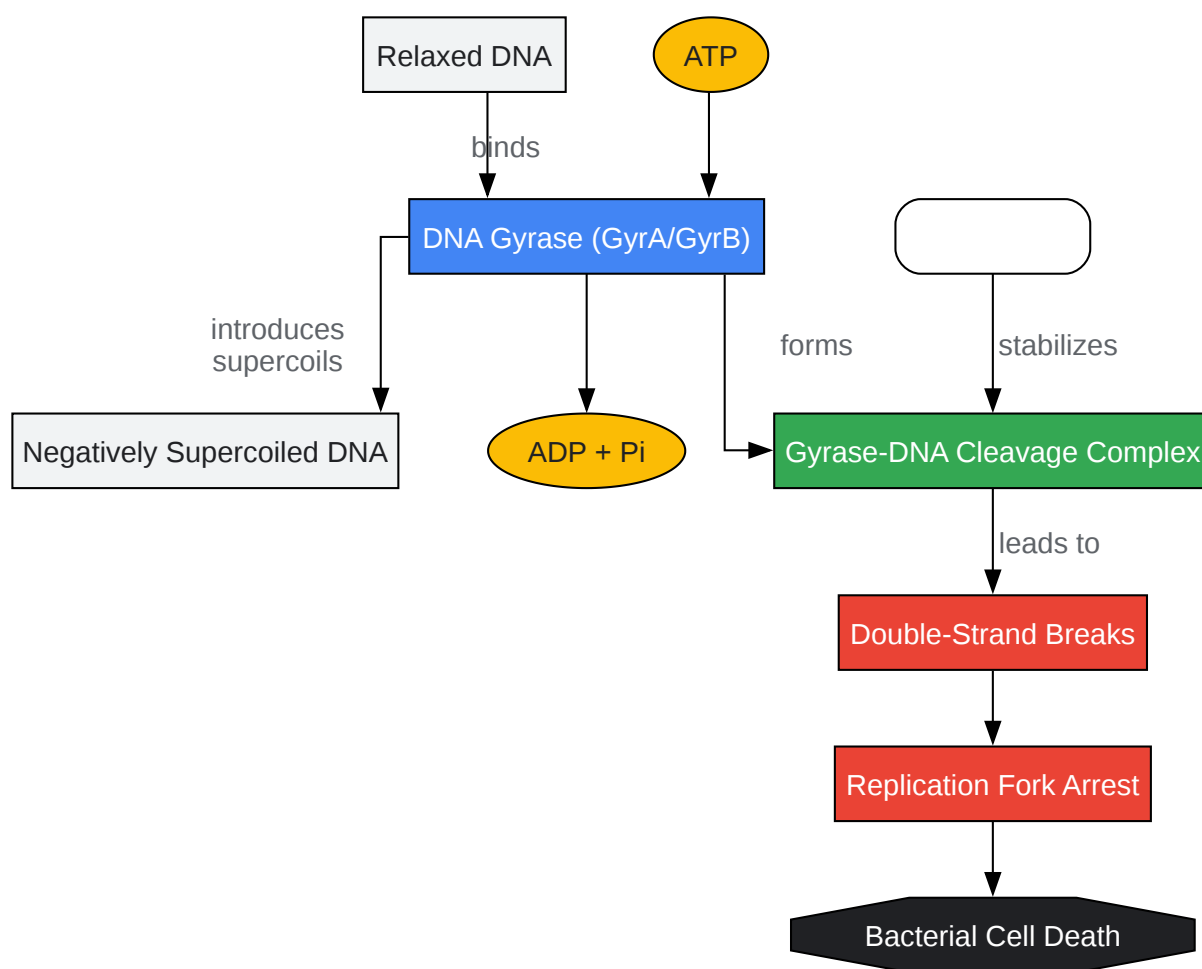 Relaxed DNA
ATP
binds
DNA Gyrase (GyrA/GyrB)
introduces
supercoils
forms
stabilizes
Negatively Supercoiled DNA
ADP + Pi
Gyrase-DNA Cleavage Complex
leads to
Double-Strand Breaks
Replication Fork Arrest
Bacterial Cell Death